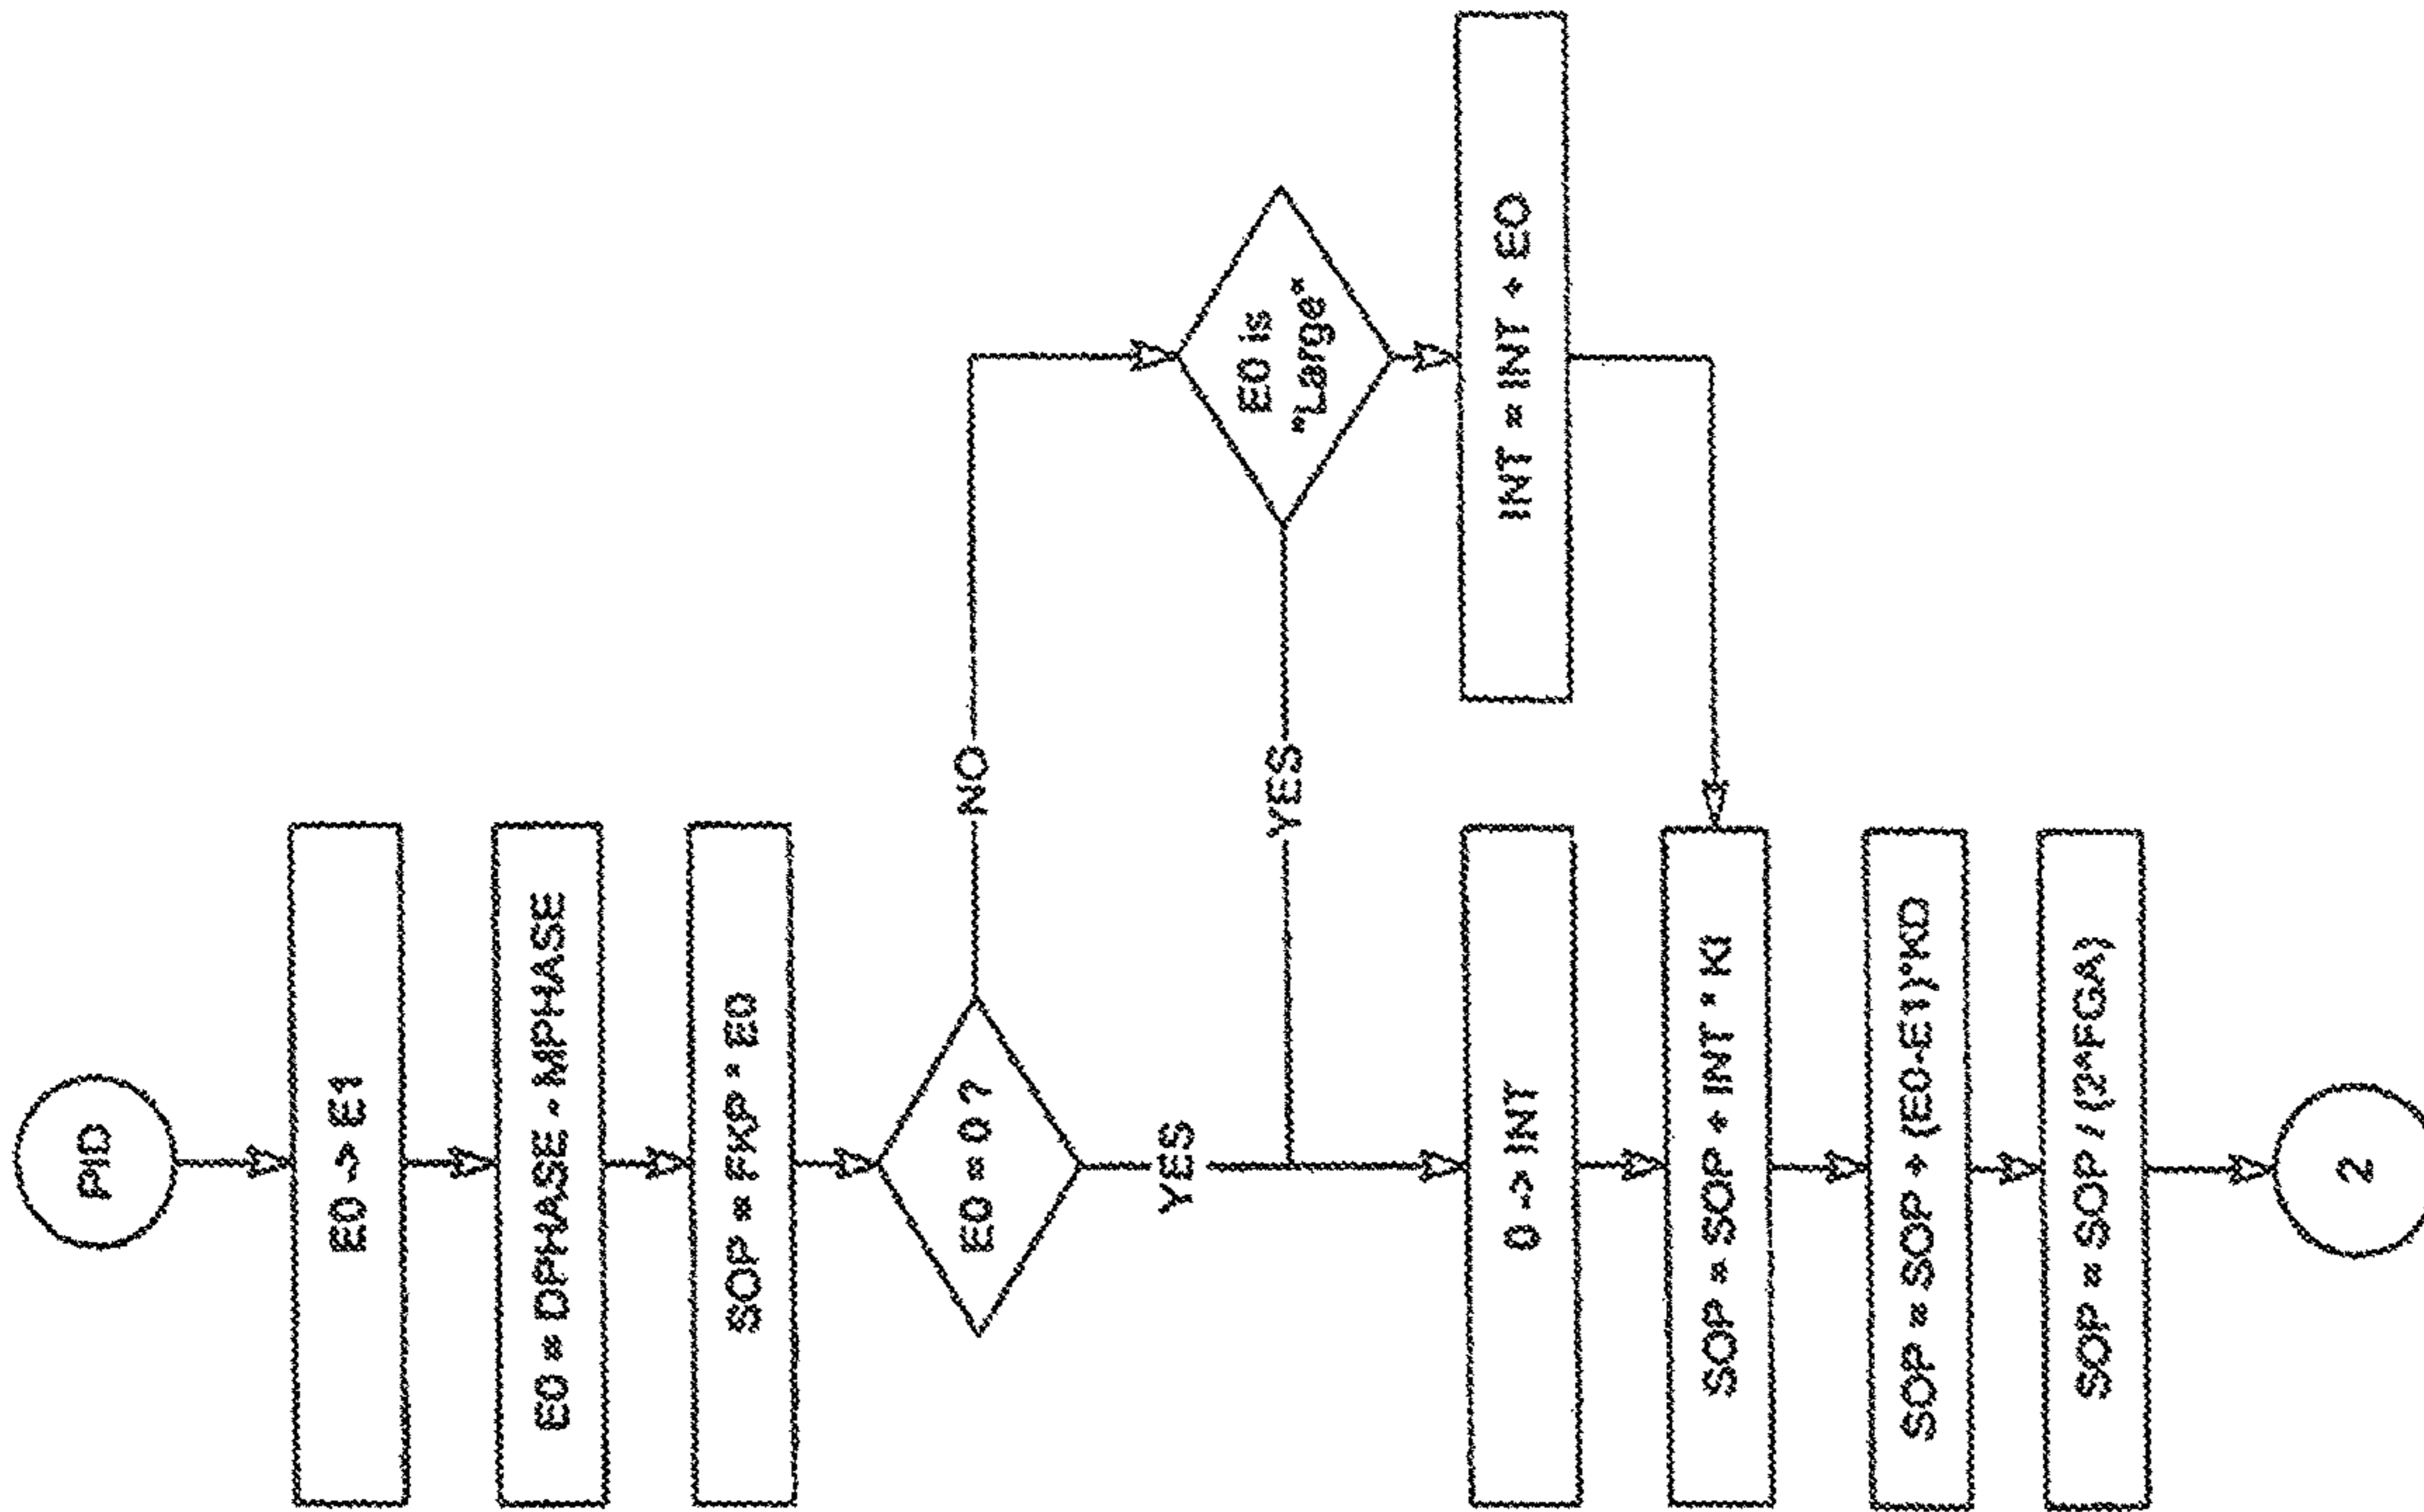 PID
E0 -> E1
E0 = DPHASE - MPHASE
SOP = FKP * E0
E0 = 0 ?
NO
YES
E0 is
"Large"
YES
INT = INT + E0
0 -> INT
SOP = SOP + INT * KI
SOP = SOP + (E0-E1)*KD
SOP = SOP / (2^FGA)
2